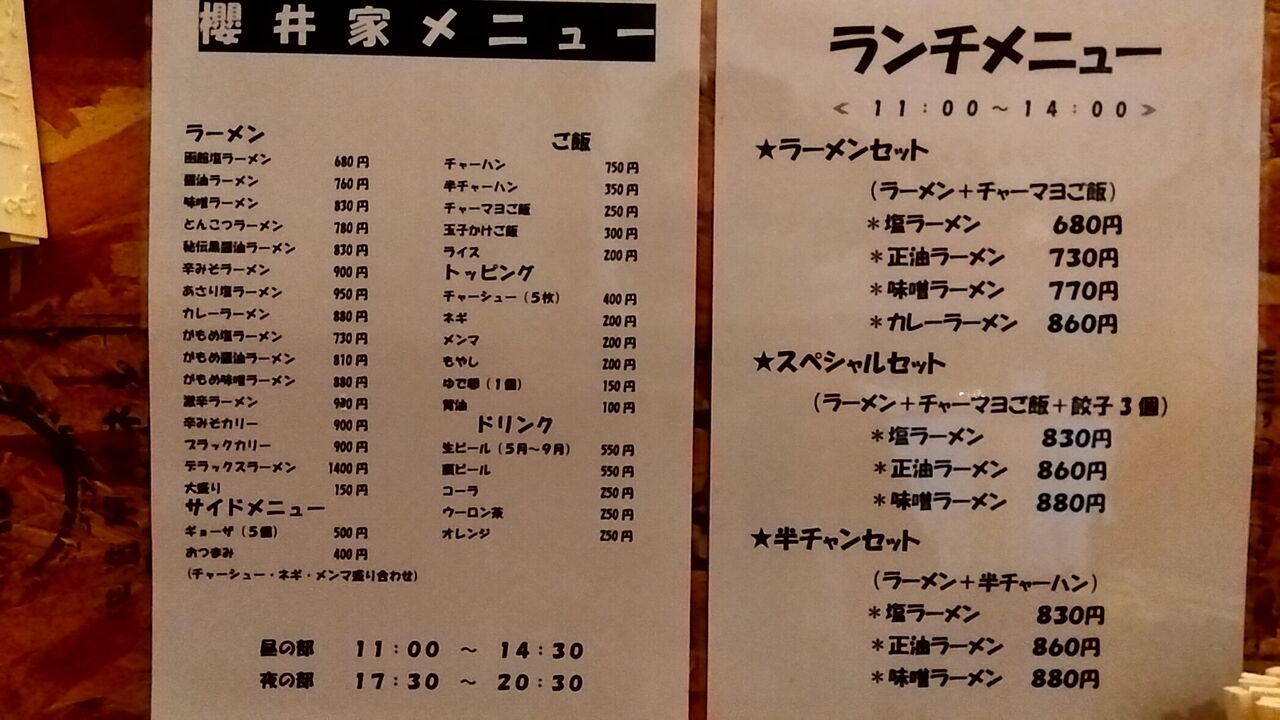 櫻井家メニュー
ラーメン
函館塩ラーメン 680円
醤油ラーメン 760円
味噌ラーメン 830円
とんこつラーメン 780円
秘伝黒醤油ラーメン 830円
辛みそラーメン 900円
あさり塩ラーメン 950円
カレーラーメン 880円
がもめ塩ラーメン 730円
がもめ醤油ラーメン 810円
がもめ味噌ラーメン 880円
激辛ラーメン
辛みそカリー 900円
ブラックカリー 900円
デラックスラーメン 1400円
大盛り 150円
サイドメニュー
ギョーザ（5個） 500円
おつまみ 400円
（チャーシュー・ネギ・メンマ盛り合わせ）
ご飯
チャーハン 750円
半チャーハン 350円
チャーマヨご飯 250円
玉子かけご飯 300円
ライス 200円
トッピング
チャーシュー（5枚） 400円
ネギ 200円
メンマ 200円
もやし 200円
ゆで卵（1個） 150円
背油 100円
ドリンク
生ビール（5月～9月） 550円
瓶ビール 550円
コーラ 250円
ウーロン茶 250円
オレンジ 250円
昼の部 11：00 ～ 14：30
夜の部 17：30 ～ 20：30
ランチメニュー
≪ 11：00～14：00 ≫
★ラーメンセット
（ラーメン＋チャーマヨご飯）
＊塩ラーメン 680円
＊正油ラーメン 730円
＊味噌ラーメン 770円
＊カレーラーメン 860円
★スペシャルセット
（ラーメン＋チャーマヨご飯＋餃子3個）
＊塩ラーメン 830円
＊正油ラーメン 860円
＊味噌ラーメン 880円
★半チャンセット
（ラーメン＋半チャーハン）
＊塩ラーメン 830円
＊正油ラーメン 860円
＊味噌ラーメン 880円